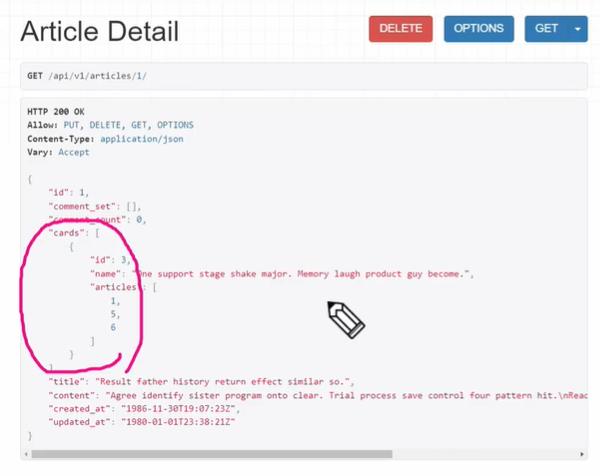 Article Detail
DELETE
OPTIONS
GET
GET /api/v1/articles/1/
HTTP 200 OK
Allow: PUT, DELETE, GET, OPTIONS
Content-Type: application/json
Vary: Accept
{
"id": 1,
"comment_set": [],
"comment_count": 0,
"cards": [
{
"id": 3,
"name": "One support stage shake major. Memory laugh product guy become.",
"articles": [
1,
5,
6
]
}
],
"title": "Result father history return effect similar so.",
"content": "Agree identify sister program onto clear. Trial process save control four pattern hit.\nReac
"created_at": "1986-11-30T19:07:23Z",
"updated_at": "1980-01-01T23:38:21Z"
}